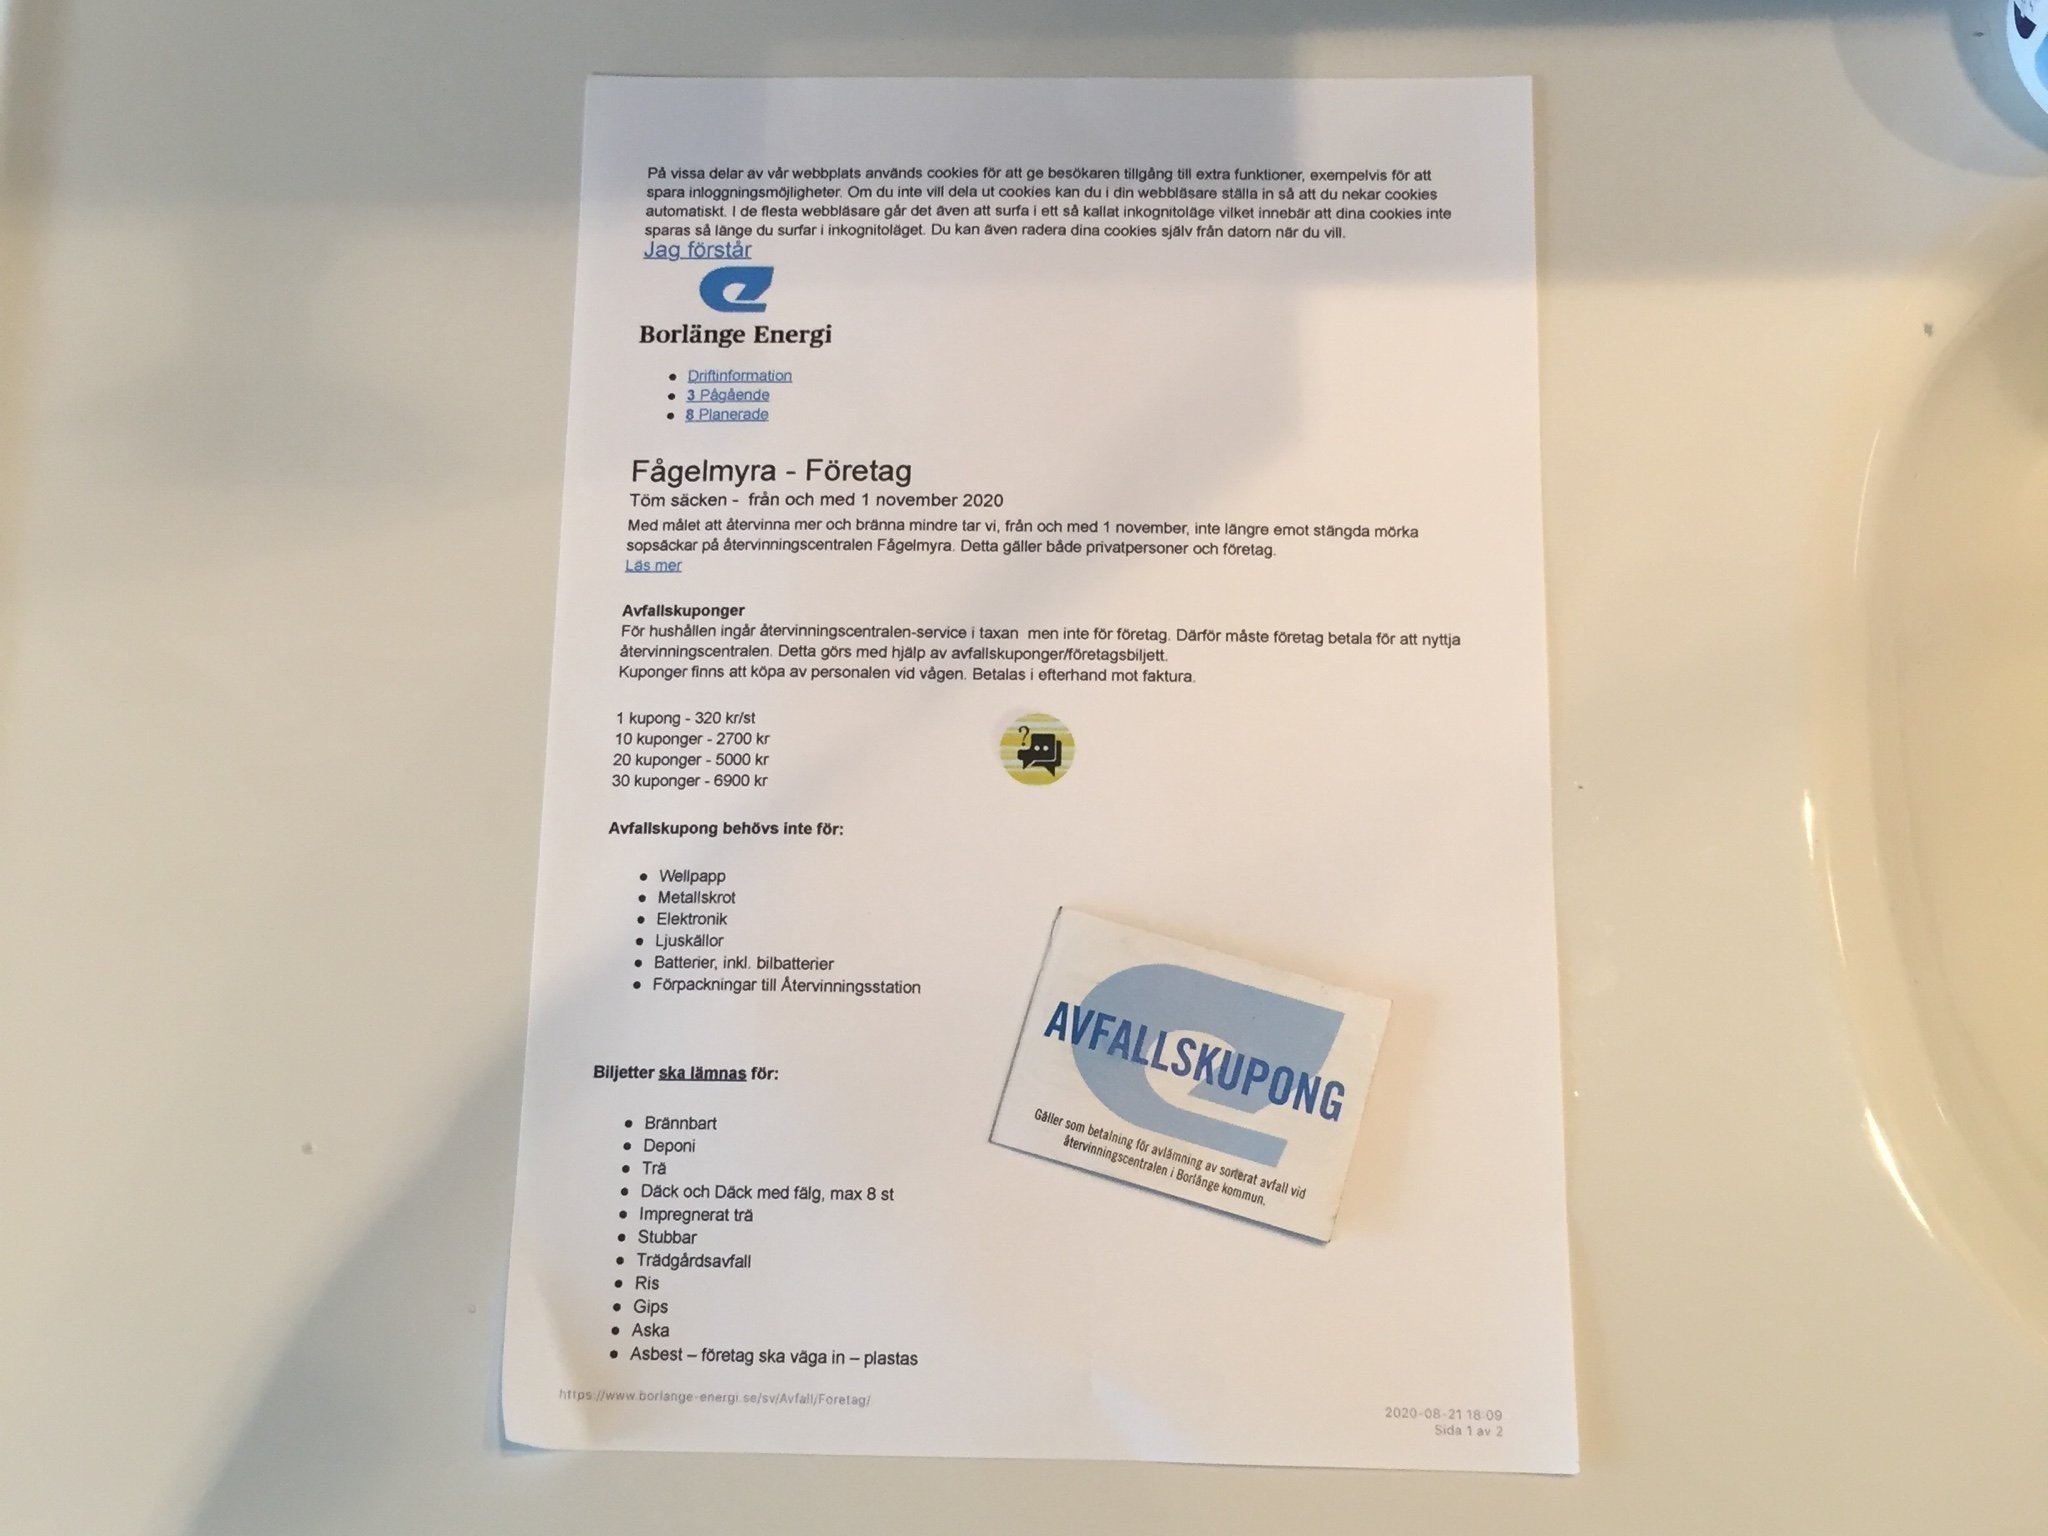 På vissa delar av vår webbplats används cookies för att ge besökaren tillgång till extra funktioner, exempelvis för att
spara inloggningsmöjligheter. Om du inte vill dela ut cookies kan du i din webbläsare ställa in så att du nekar cookies
automatiskt. I de flesta webbläsare går det även att surfa i ett så kallat inkognitoläge vilket innebär att dina cookies inte
sparas så länge du surfar i inkognitoläget. Du kan även radera dina cookies själv från datorn när du vill.
Jag förstår
Borlänge Energi
• Driftinformation
• 3 Pågående
• 8 Planerade
Fågelmyra - Företag
Töm säcken - från och med 1 november 2020
Med målet att återvinna mer och bränna mindre tar vi, från och med 1 november, inte längre emot stängda mörka
sopsäckar på återvinningscentralen Fågelmyra. Detta gäller både privatpersoner och företag.
Läs mer
Avfallskuponger
För hushållen ingår återvinningscentralen-service i taxan men inte för företag. Därför måste företag betala för att nyttja
återvinningscentralen. Detta görs med hjälp av avfallskuponger/företagsbiljett.
Kuponger finns att köpa av personalen vid vågen. Betalas i efterhand mot faktura.
1 kupong - 320 kr/st
10 kuponger - 2700 kr
20 kuponger - 5000 kr
30 kuponger - 6900 kr
?
Avfallskupong behövs inte för:
• Wellpapp
• Metallskrot
• Elektronik
• Ljuskällor
• Batterier, inkl. bilbatterier
• Förpackningar till Återvinningsstation
AVFALLSKUPONG
Gäller som betalning för avlämning av sorterat avfall vid
återvinningscentralen i Borlänge kommun.
Biljetter ska lämnas för:
• Brännbart
• Deponi
• Trä
• Däck och Däck med fälg, max 8 st
• Impregnerat trä
• Stubbar
• Trädgårdsavfall
• Ris
• Gips
• Aska
• Asbest – företag ska väga in – plastas
https://www.borlange-energi.se/sv/Avfall/Foretag/
2020-08-21 18:09
Sida 1 av 2